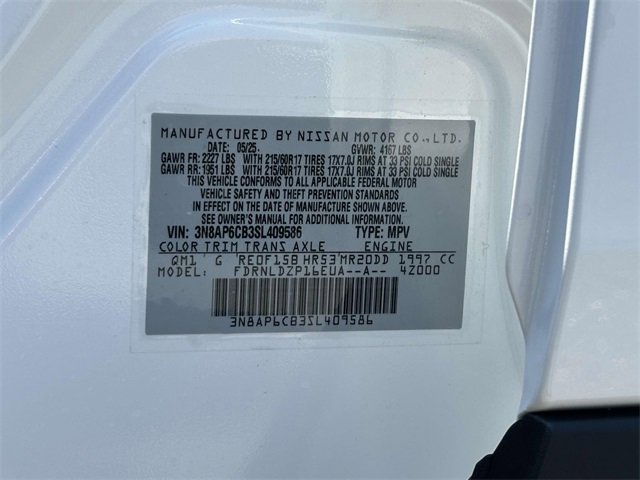 MANUFACTURED BY NISSAN MOTOR CO., LTD.
DATE: 05/25. GVWR: 4167 LBS
GAWR FR: 2227 LBS WITH 215/60R17 TIRES 17X7.0J RIMS AT 33 PSI COLD SINGLE
GAWR RR: 1951 LBS WITH 215/60R17 TIRES 17X7.0J RIMS AT 33 PSI COLD SINGLE
THIS VEHICLE CONFORMS TO ALL APPLICABLE FEDERAL MOTOR
VEHICLE SAFETY AND THEFT PREVENTION STANDARDS
IN EFFECT ON THE DATE OF MANUFACTURE SHOWN ABOVE.
SEE OWNER'S MANUAL FOR ADDITIONAL INFORMATION.
VIN: 3N8AP6CB3SL409586 TYPE: MPV
COLOR TRIM TRANS AXLE ENGINE
QM1 G RE0F15B HR53 MR20DD 1997 CC
MODEL: FDRNLDZP16EUA--A-- 4Z000
3N8AP6CB3SL409586